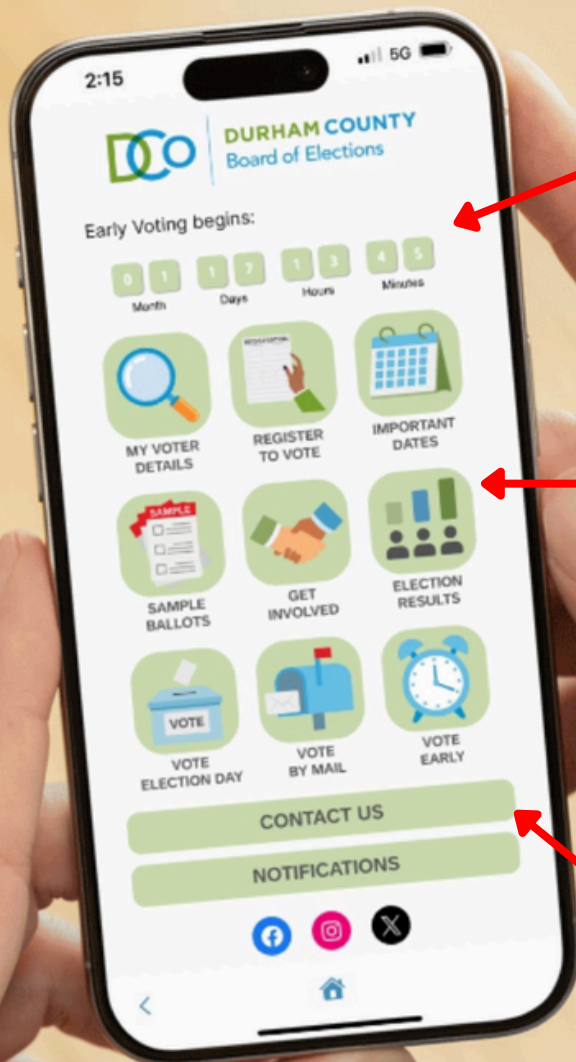 2:15
5G
DCo
DURHAM COUNTY
Board of Elections
Early Voting begins:
0 1 1 7 1 3 4 5
Month Days Hours Minutes
REGISTRATION
MY VOTER
DETAILS
REGISTER
TO VOTE
IMPORTANT
DATES
SAMPLE
SAMPLE
BALLOTS
GET
INVOLVED
ELECTION
RESULTS
VOTE
VOTE
ELECTION DAY
VOTE
BY MAIL
VOTE
EARLY
CONTACT US
NOTIFICATIONS